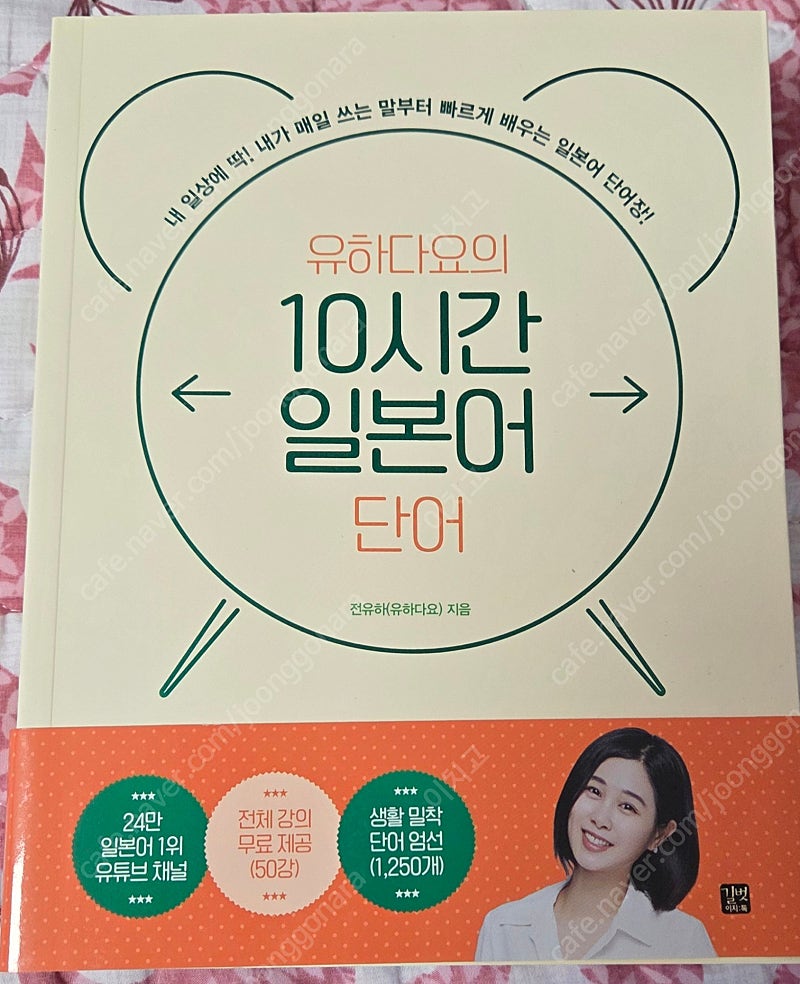 내 일상에 딱! 내가 매일 쓰는 말부터 빠르게 배우는 일본어 단어장!
유하다요의
10시간
일본어
단어
전유하(유하다요) 지음
24만
일본어 1위
유튜브 채널
전체 강의
무료 제공
(50강)
생활 밀착
단어 엄선
(1,250개)
길벗
이지:톡
cafe.naver.com/joonggonara